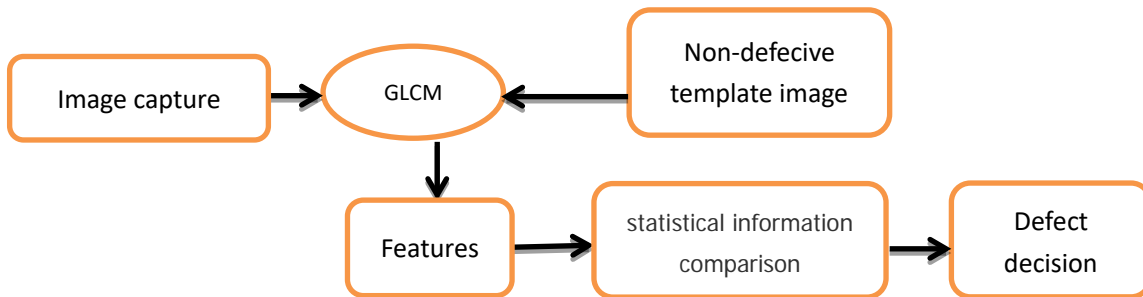 Image capture
GLCM
Non-defecive
template image
Features
statistical information
comparison
Defect
decision